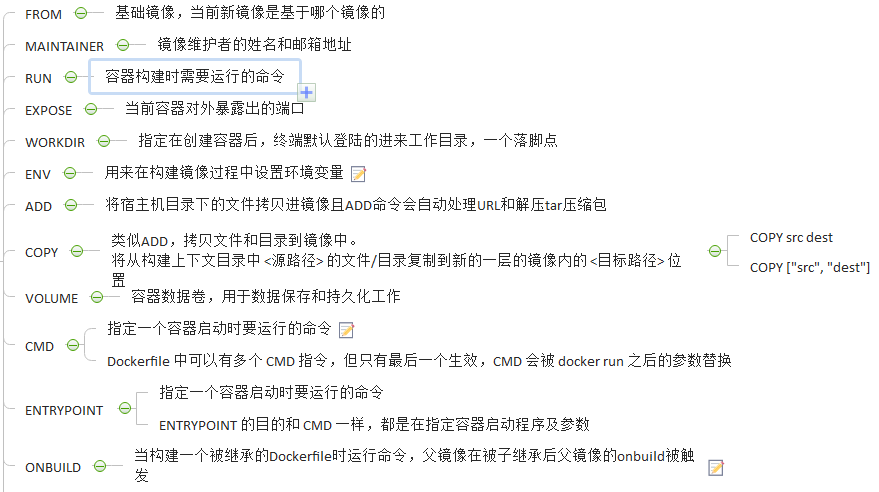 FROM 基础镜像，当前新镜像是基于哪个镜像的
MAINTAINER 镜像维护者的姓名和邮箱地址
RUN 容器构建时需要运行的命令
EXPOSE 当前容器对外暴露出的端口
WORKDIR 指定在创建容器后，终端默认登陆的进来工作目录，一个落脚点
ENV 用来在构建镜像过程中设置环境变量
ADD 将宿主机目录下的文件拷贝进镜像且ADD命令会自动处理URL和解压tar压缩包
COPY 类似ADD，拷贝文件和目录到镜像中。
将从构建上下文目录中 <源路径> 的文件/目录复制到新的一层的镜像内的 <目标路径> 位
置
COPY src dest
COPY ["src", "dest"]
VOLUME 容器数据卷，用于数据保存和持久化工作
CMD 指定一个容器启动时要运行的命令
Dockerfile 中可以有多个 CMD 指令，但只有最后一个生效，CMD 会被 docker run 之后的参数替换
ENTRYPOINT 指定一个容器启动时要运行的命令
ENTRYPOINT 的目的和 CMD 一样，都是在指定容器启动程序及参数
ONBUILD 当构建一个被继承的Dockerfile时运行命令，父镜像在被子继承后父镜像的onbuild被触
发